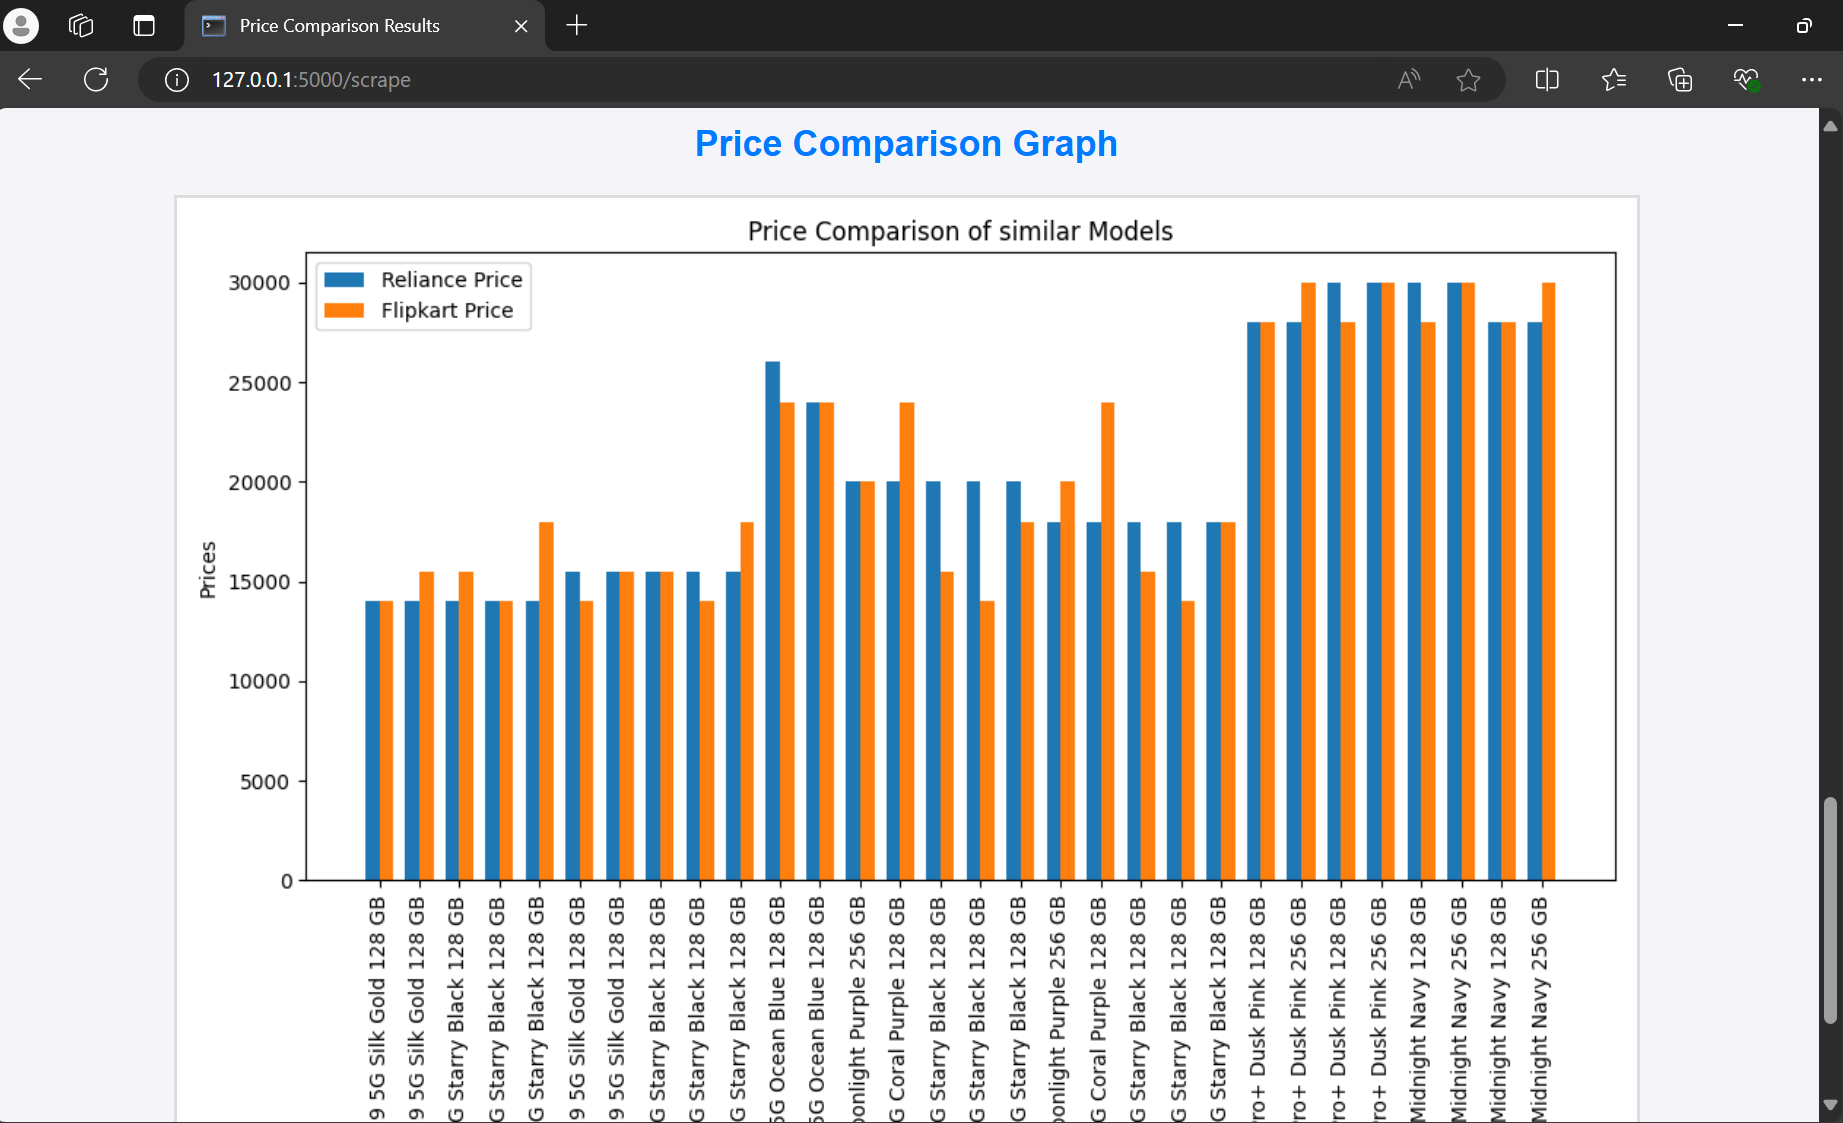 Price Comparison Results
127.0.0.1:5000/scrape
Price Comparison Graph
Price Comparison of similar Models
Reliance Price
Flipkart Price
30000
25000
20000
15000
10000
5000
0
Prices
9 5G Silk Gold 128 GB
9 5G Silk Gold 128 GB
G Starry Black 128 GB
G Starry Black 128 GB
G Starry Black 128 GB
9 5G Silk Gold 128 GB
9 5G Silk Gold 128 GB
G Starry Black 128 GB
G Starry Black 128 GB
G Starry Black 128 GB
5G Ocean Blue 128 GB
5G Ocean Blue 128 GB
oonlight Purple 256 GB
G Coral Purple 128 GB
G Starry Black 128 GB
G Starry Black 128 GB
G Starry Black 128 GB
oonlight Purple 256 GB
G Coral Purple 128 GB
G Starry Black 128 GB
G Starry Black 128 GB
G Starry Black 128 GB
ro+ Dusk Pink 128 GB
ro+ Dusk Pink 256 GB
ro+ Dusk Pink 128 GB
ro+ Dusk Pink 256 GB
Midnight Navy 128 GB
Midnight Navy 256 GB
Midnight Navy 128 GB
Midnight Navy 256 GB